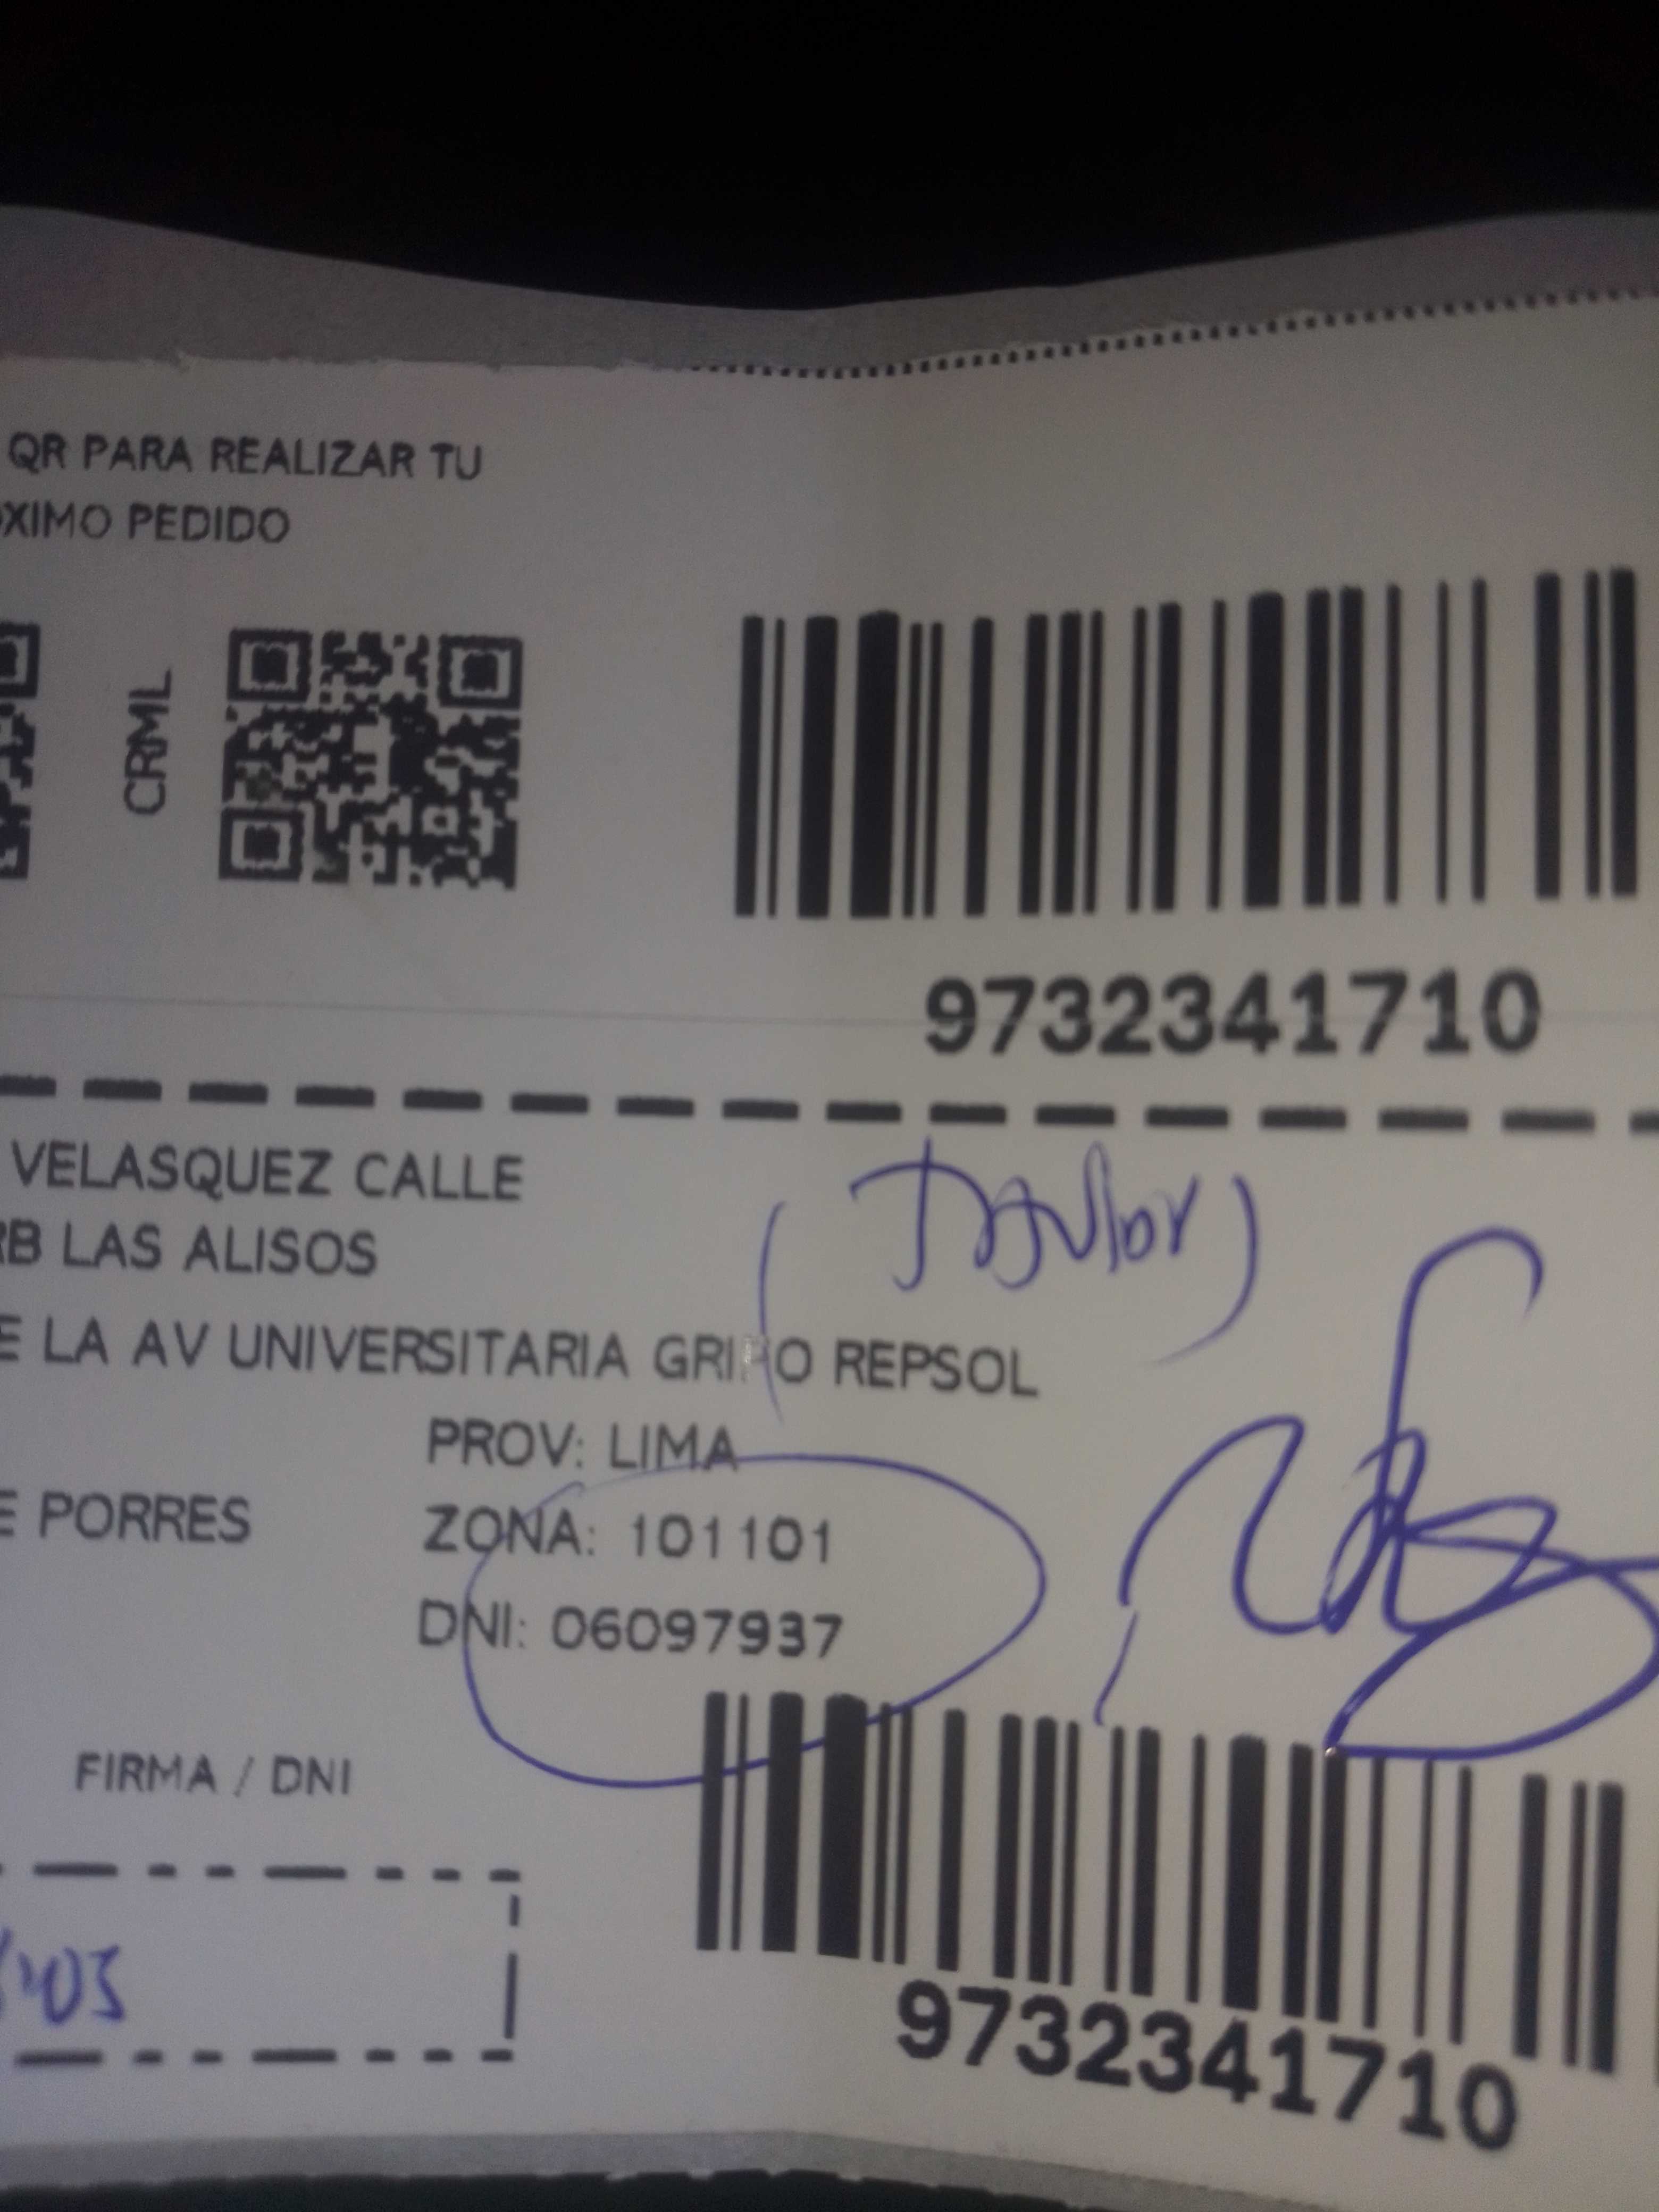 QR PARA REALIZAR TU
XIMO PEDIDO
CRML
9732341710
VELASQUEZ CALLE
RB LAS ALISOS
E LA AV UNIVERSITARIA GRIFO REPSOL
PROV: LIMA
E PORRES
ZONA: 101101
DNI: 06097937
FIRMA / DNI
9732341710